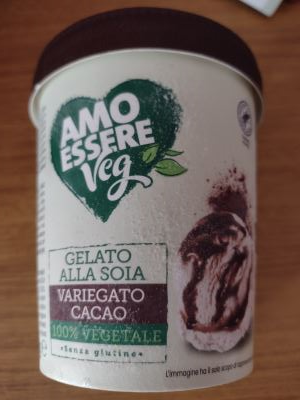 AMO
ESSERE
Veg
GELATO
ALLA SOIA
VARIEGATO
CACAO
100% VEGETALE
•Senza glutine•
L'immagine ha il solo scopo di